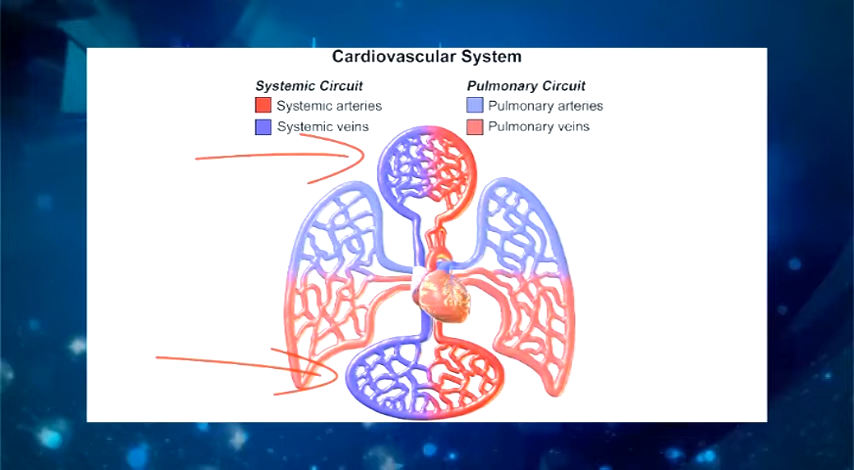 Cardiovascular System
Systemic Circuit
Systemic arteries
Systemic veins
Pulmonary Circuit
Pulmonary arteries
Pulmonary veins